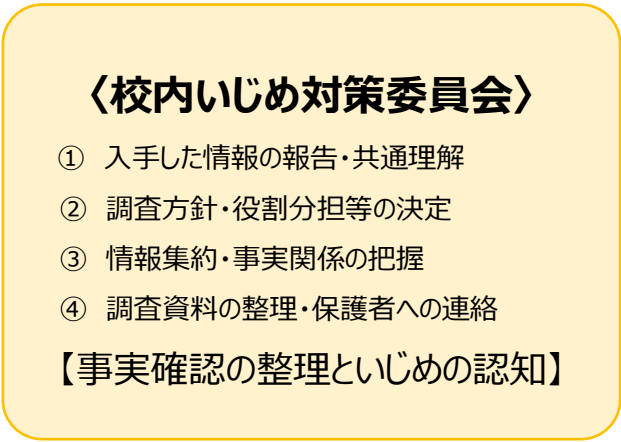 〈校内いじめ対策委員会〉
① 入手した情報の報告・共通理解
② 調査方針・役割分担等の決定
③ 情報集約・事実関係の把握
④ 調査資料の整理・保護者への連絡
【事実確認の整理といじめの認知】